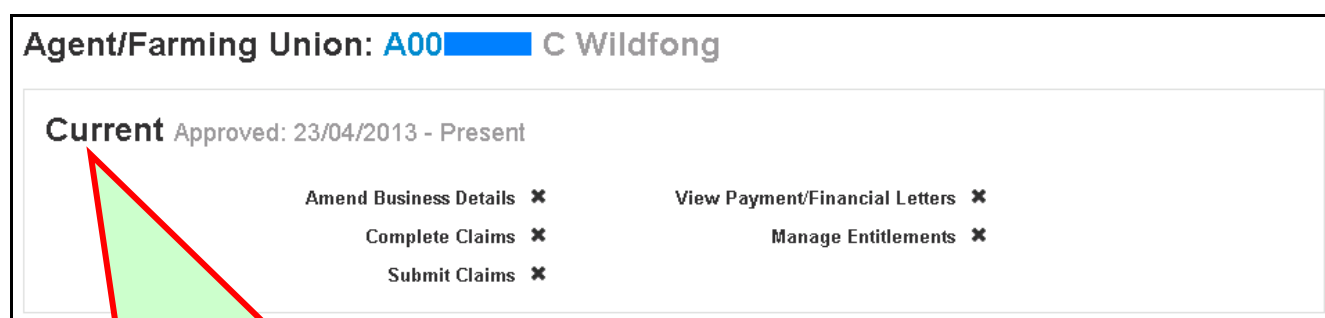 Agent/Farming Union: A00 C Wildfong
Current Approved: 23/04/2013 - Present
Amend Business Details ✖ View Payment/Financial Letters ✖
Complete Claims ✖ Manage Entitlements ✖
Submit Claims ✖